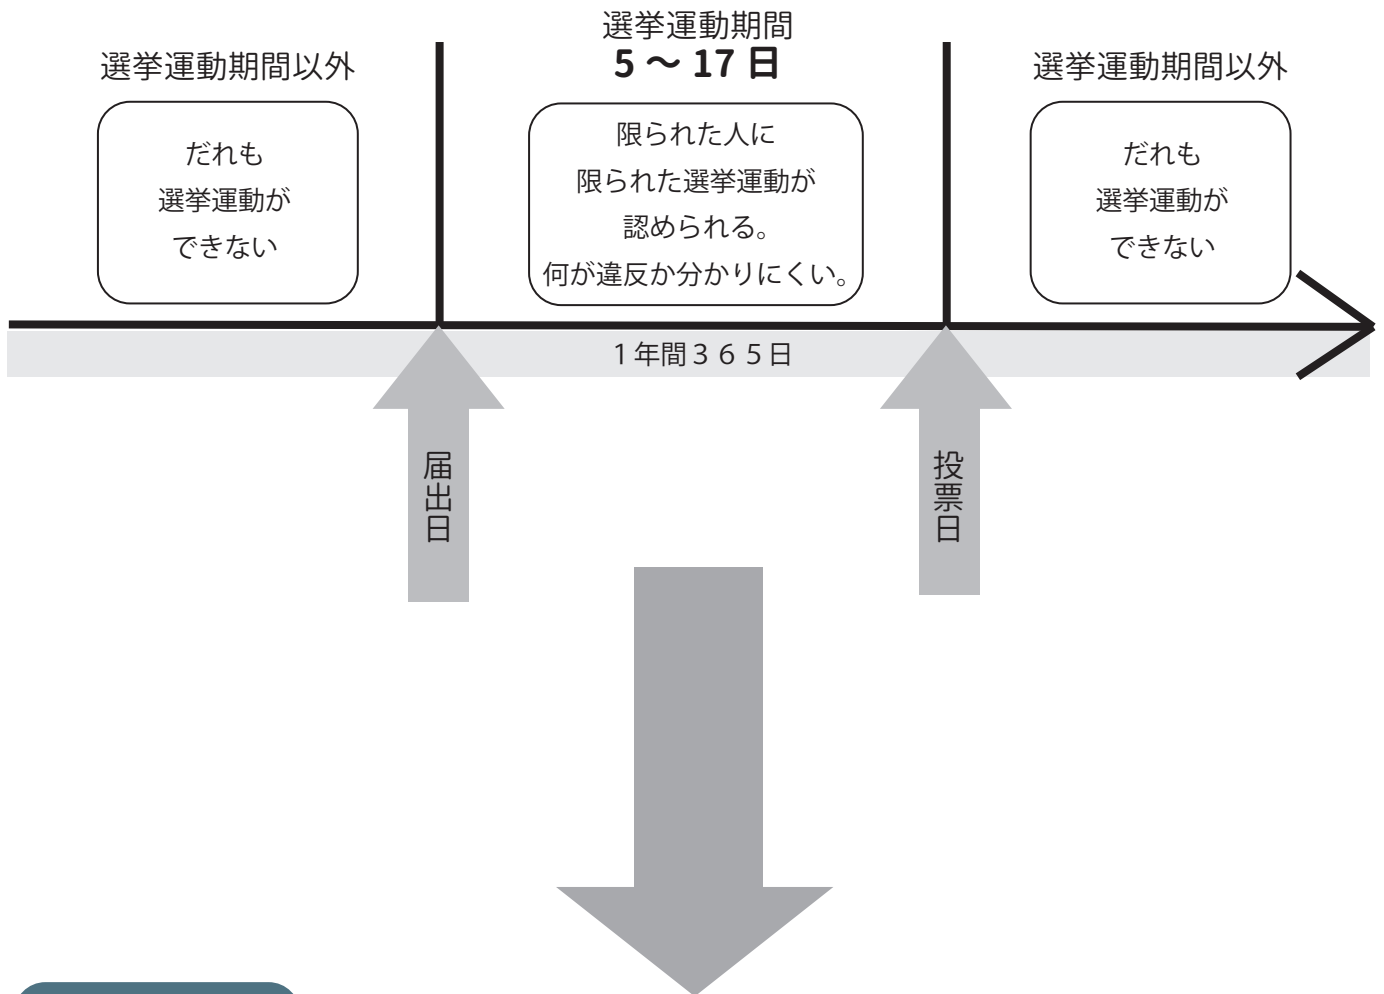 選挙運動期間以外
だれも
選挙運動が
できない
選挙運動期間
5 〜 17 日
限られた人に
限られた選挙運動が
認められる。
何が違反か分かりにくい。
選挙運動期間以外
だれも
選挙運動が
できない
１年間３６５日
届出日
投票日